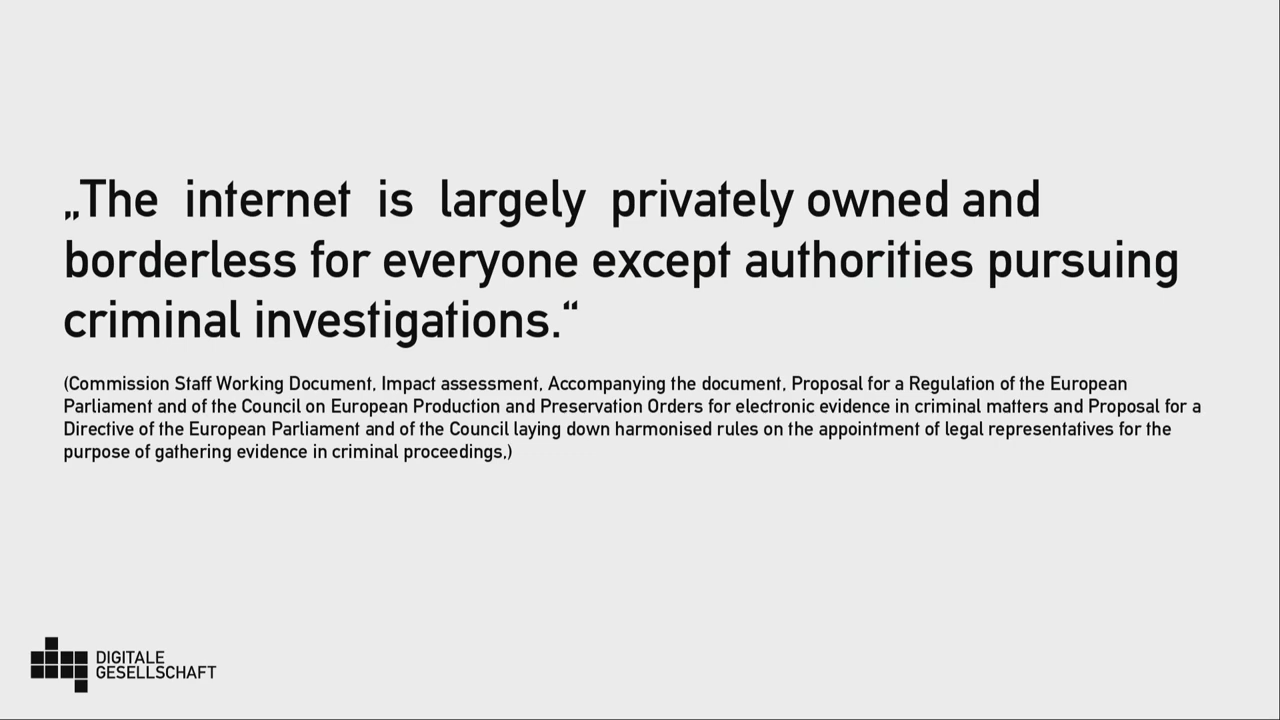 „The internet is largely privately owned and
borderless for everyone except authorities pursuing
criminal investigations.“
(Commission Staff Working Document, Impact assessment, Accompanying the document, Proposal for a Regulation of the European
Parliament and of the Council on European Production and Preservation Orders for electronic evidence in criminal matters and Proposal for a
Directive of the European Parliament and of the Council laying down harmonised rules on the appointment of legal representatives for the
purpose of gathering evidence in criminal proceedings,)
DIGITALE
GESELLSCHAFT